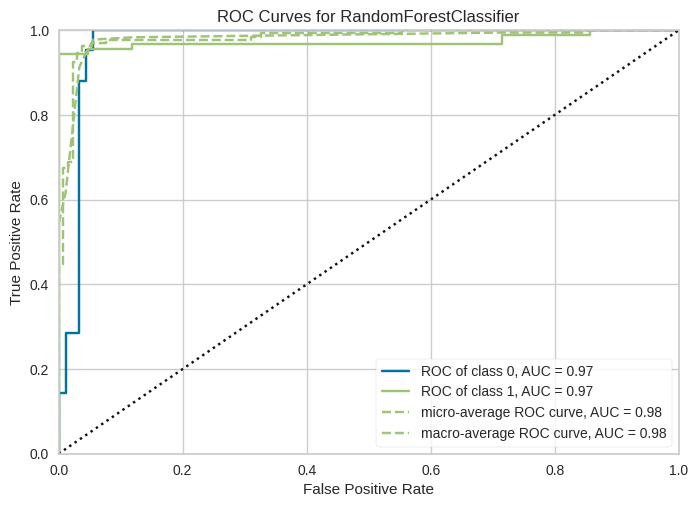 ROC Curves for RandomForestClassifier
1.0
0.8
0.6
0.4
0.2
0.0
True Positive Rate
0.0 0.2 0.4 0.6 0.8 1.0
False Positive Rate
ROC of class 0, AUC = 0.97
ROC of class 1, AUC = 0.97
micro-average ROC curve, AUC = 0.98
macro-average ROC curve, AUC = 0.98